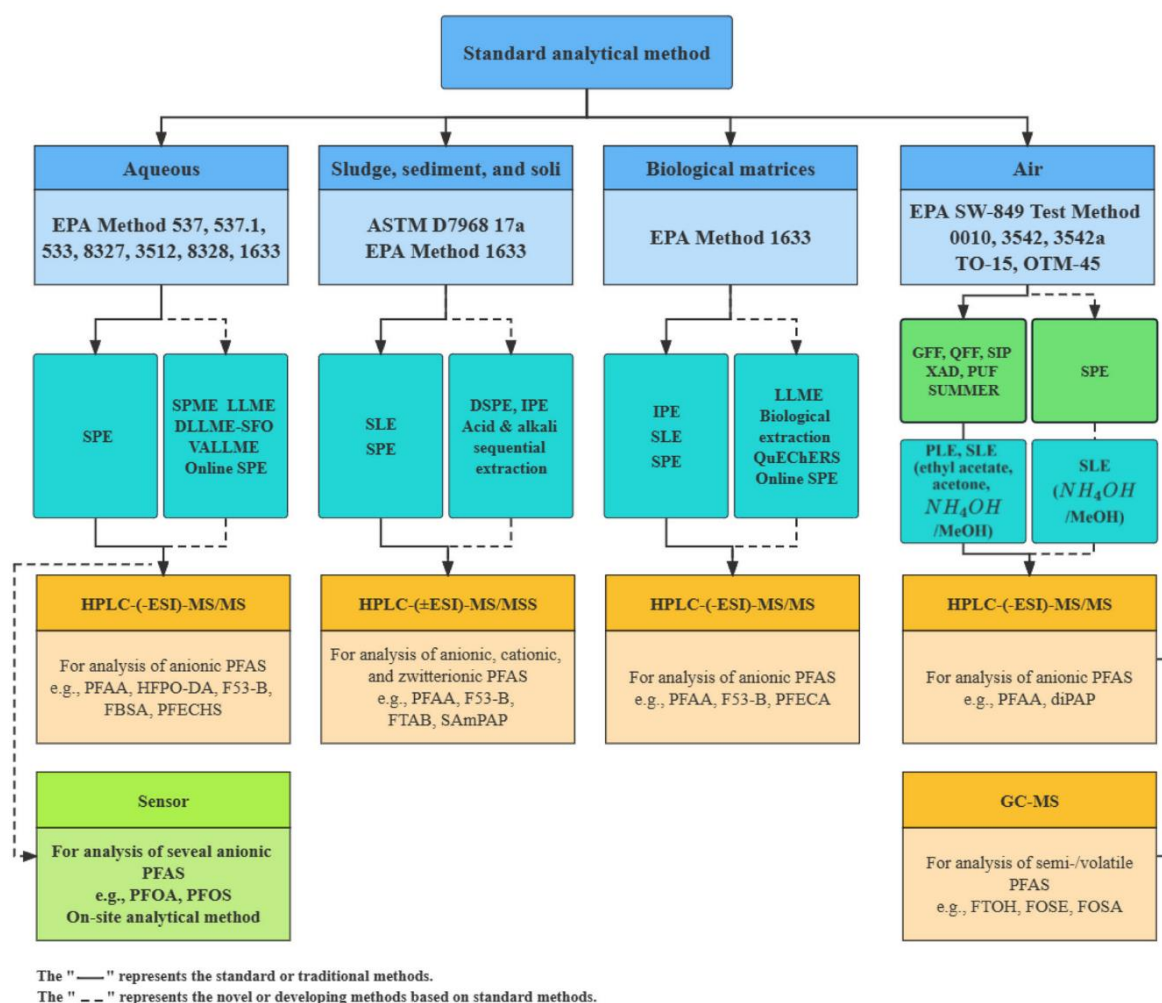 Standard analytical method
Aqueous
EPA Method 537, 537.1,
533, 8327, 3512, 8328, 1633
Sludge, sediment, and soli
ASTM D7968 17a
EPA Method 1633
Biological matrices
EPA Method 1633
Air
EPA SW-849 Test Method
0010, 3542, 3542a
TO-15, OTM-45
SPE
SPME LLME
DLLME-SFO
VALLME
Online SPE
SLE
SPE
DSPE, IPE
Acid & alkali
sequential
extraction
IPE
SLE
SPE
LLME
Biological
extraction
QuEChERS
Online SPE
GFF, QFF, SIP
XAD, PUF
SUMMER
SPE
PLE, SLE
(ethyl acetate,
acetone,
NH₄OH
/MeOH)
SLE
(NH₄OH
/MeOH)
HPLC-(-ESI)-MS/MS
For analysis of anionic PFAS
e.g., PFAA, HFPO-DA, F53-B,
FBSA, PFECHS
HPLC-(±ESI)-MS/MSS
For analysis of anionic, cationic,
and zwitterionic PFAS
e.g., PFAA, F53-B,
FTAB, SAmPAP
HPLC-(-ESI)-MS/MS
For analysis of anionic PFAS
e.g., PFAA, F53-B, PFECA
HPLC-(-ESI)-MS/MS
For analysis of anionic PFAS
e.g., PFAA, diPAP
Sensor
For analysis of seveal anionic
PFAS
e.g., PFOA, PFOS
On-site analytical method
GC-MS
For analysis of semi-/volatile
PFAS
e.g., FTOH, FOSE, FOSA
The "——" represents the standard or traditional methods.
The "_ _ _" represents the novel or developing methods based on standard methods.